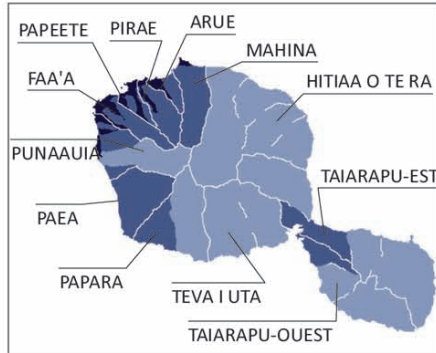 PIRAE
ARUE
PAPEETE
MAHINA
FAA'A
HITIAA O TE RA
PUNAAUIA
TAIARAPU-EST
PAEA
PAPARA
TEVA I UTA
TAIARAPU-OUEST